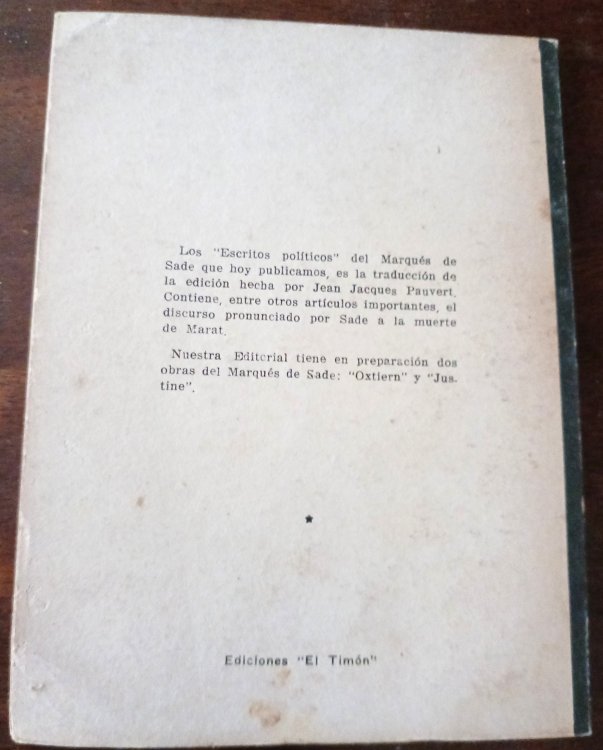 Los "Escritos políticos" del Marqués de
Sade que hoy publicamos, es la traducción de
la edición hecha por Jean Jacques Pauvert.
Contiene, entre otros artículos importantes, el
discurso pronunciado por Sade a la muerte
de Marat.
Nuestra Editorial tiene en preparación dos
obras del Marqués de Sade: "Oxtiern" y "Jus-
tine".
Ediciones "El Timón"